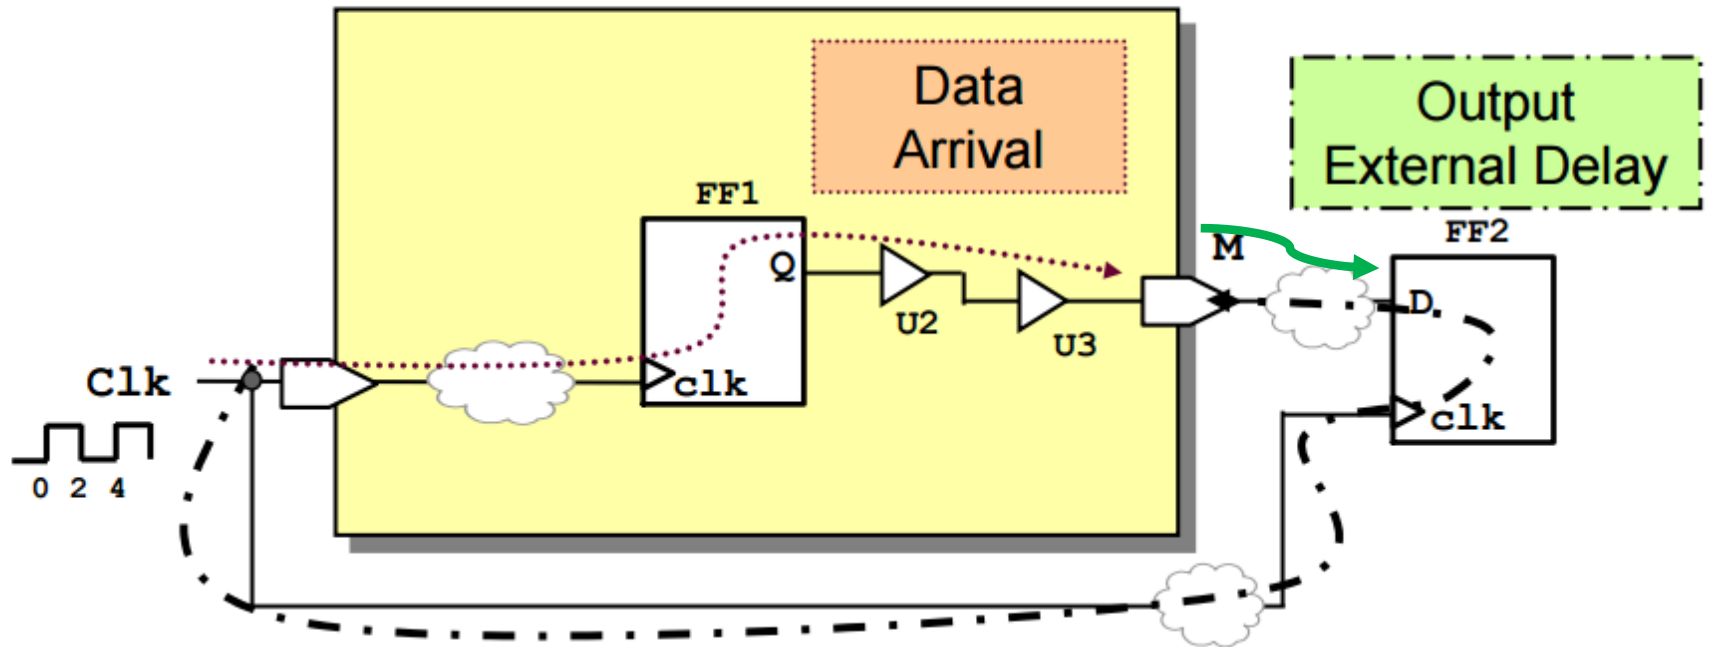 Data
Arrival
Output
External Delay
FF1
FF2
M
Q
D
U2
U3
Clk
clk
clk
0 2 4